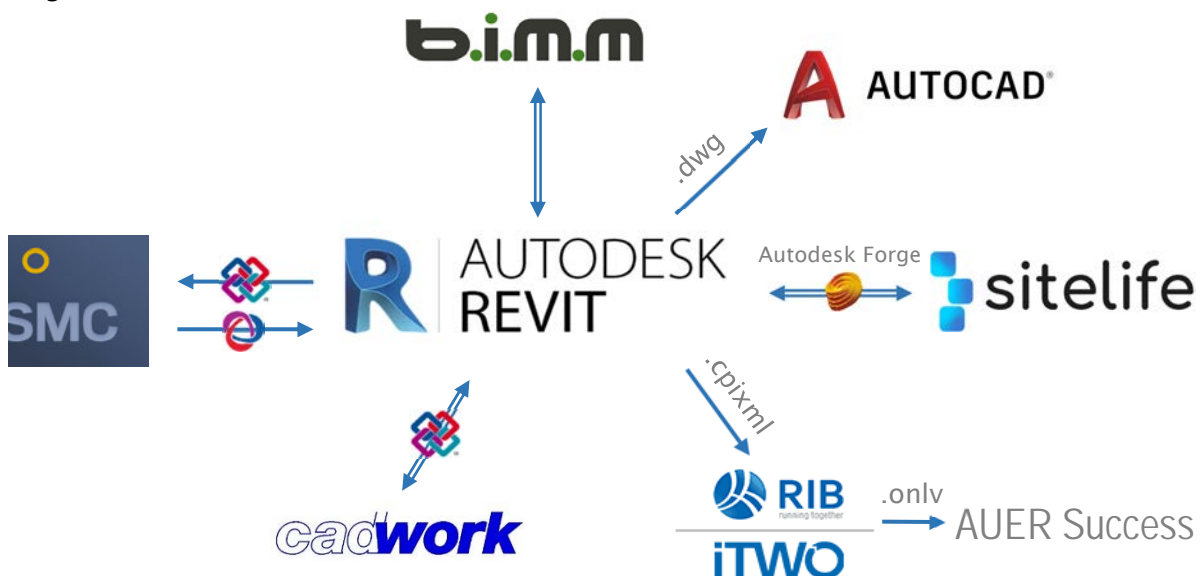 b.i.m.m
AUTOCAD®
.dwg
SMC
AUTODESK
REVIT
Autodesk Forge
sitelife
.cpixml
cadwork
RIB
running together
iTWO
.onlv
AUER Success